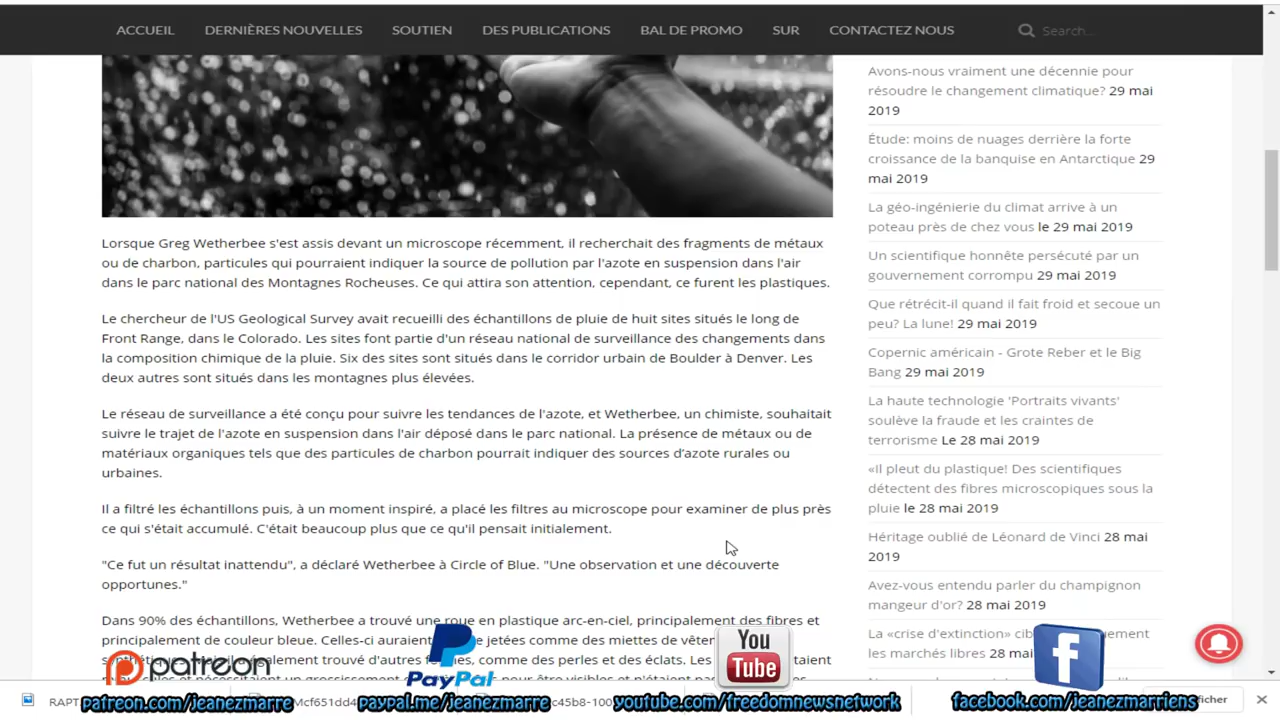 ACCUEIL DERNIÈRES NOUVELLES SOUTIEN DES PUBLICATIONS BAL DE PROMO SUR CONTACTEZ NOUS Search...
Lorsque Greg Wetherbee s'est assis devant un microscope récemment, il recherchait des fragments de métaux
ou de charbon, particules qui pourraient indiquer la source de pollution par l'azote en suspension dans l'air
dans le parc national des Montagnes Rocheuses. Ce qui attira son attention, cependant, ce furent les plastiques.
Le chercheur de l'US Geological Survey avait recueilli des échantillons de pluie de huit sites situés le long de
Front Range, dans le Colorado. Les sites font partie d'un réseau national de surveillance des changements dans
la composition chimique de la pluie. Six des sites sont situés dans le corridor urbain de Boulder à Denver. Les
deux autres sont situés dans les montagnes plus élevées.
Le réseau de surveillance a été conçu pour suivre les tendances de l'azote, et Wetherbee, un chimiste, souhaitait
suivre le trajet de l'azote en suspension dans l'air déposé dans le parc national. La présence de métaux ou de
matériaux organiques tels que des particules de charbon pourrait indiquer des sources d'azote rurales ou
urbaines.
Il a filtré les échantillons puis, à un moment inspiré, a placé les filtres au microscope pour examiner de plus près
ce qui s'était accumulé. C'était beaucoup plus que ce qu'il pensait initialement.
"Ce fut un résultat inattendu", a déclaré Wetherbee à Circle of Blue. "Une observation et une découverte
opportunes."
Dans 90% des échantillons, Wetherbee a trouvé une roue en plastique arc-en-ciel, principalement des fibres et
principalement de couleur bleue. Celles-ci auraient jetées comme des miettes de
également trouvé d'autres comme des perles et des éclats. Les
Avons-nous vraiment une décennie pour
résoudre le changement climatique? 29 mai
2019
Étude: moins de nuages derrière la forte
croissance de la banquise en Antarctique 29
mai 2019
La géo-ingénierie du climat arrive à un
poteau près de chez vous le 29 mai 2019
Un scientifique honnête persécuté par un
gouvernement corrompu 29 mai 2019
Que rétrécit-il quand il fait froid et secoue un
peu? La lune! 29 mai 2019
Copernic américain - Grote Reber et le Big
Bang 29 mai 2019
La haute technologie 'Portraits vivants'
soulève la fraude et les craintes de
terrorisme Le 28 mai 2019
«Il pleut du plastique! Des scientifiques
détectent des fibres microscopiques sous la
pluie le 28 mai 2019
Héritage oublié de Léonard de Vinci 28 mai
2019
Avez-vous entendu parler du champignon
mangeur d'or? 28 mai 2019
La «crise d'extinction»
les marchés libres 28
patreon PayPal You Tube f
RAPT
patreon.com/jeanezmarre paypal.me/jeanezmarre youtube.com/freedomnewsnetwork facebook.com/jeanezmarriens